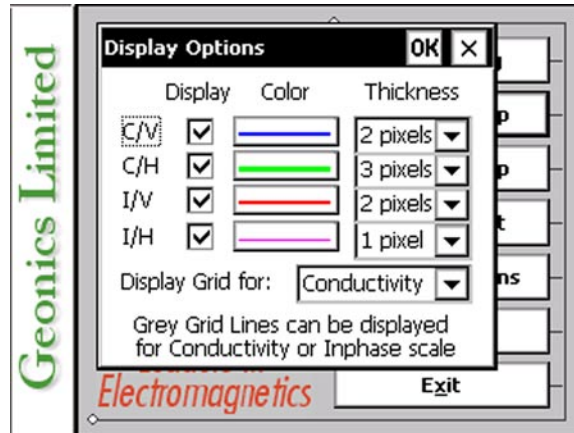 Geonics Limited
Display Options OK
Display Color Thickness
C/V 2 pixels
C/H 3 pixels
I/V 2 pixels
I/H 1 pixel
Display Grid for: Conductivity
Grey Grid Lines can be displayed
for Conductivity or Inphase scale
Electromagnetics
Exit